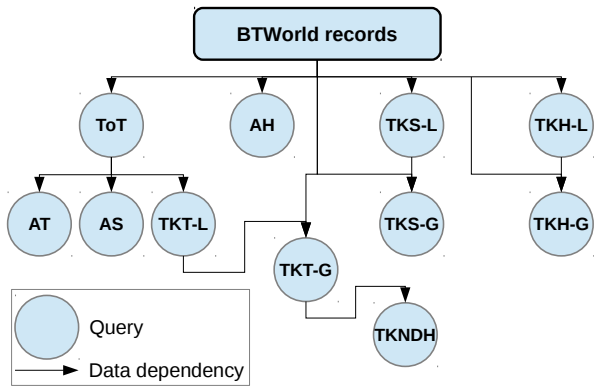 BTWorld records
ToT
AH
TKS-L
TKH-L
AT
AS
TKT-L
TKS-G
TKH-G
TKT-G
TKNDH
Query
Data dependency